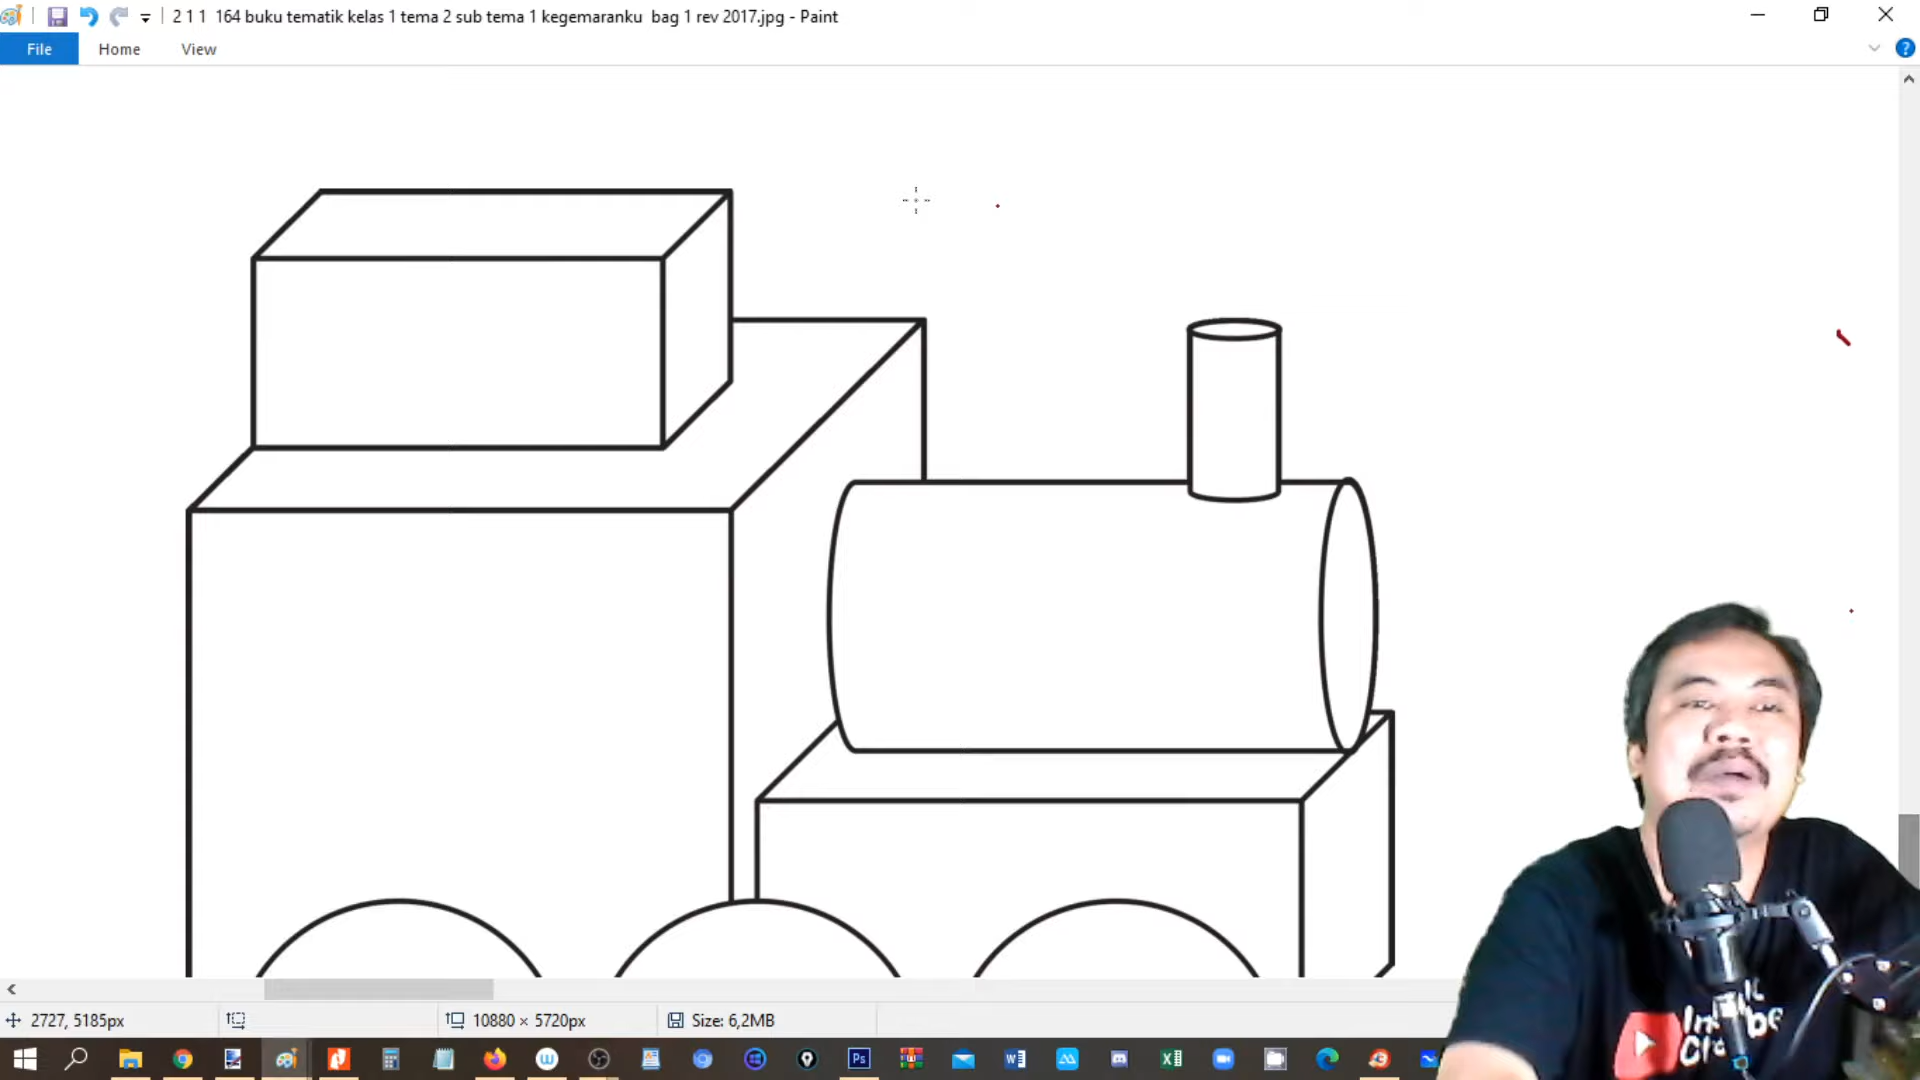 2 1 1  164 buku tematik kelas 1 tema 2 sub tema 1 kegemaranku  bag 1 rev 2017.jpg - Paint
File
Home
View
2727, 5185px
10880 × 5720px
Size: 6,2MB
Ps